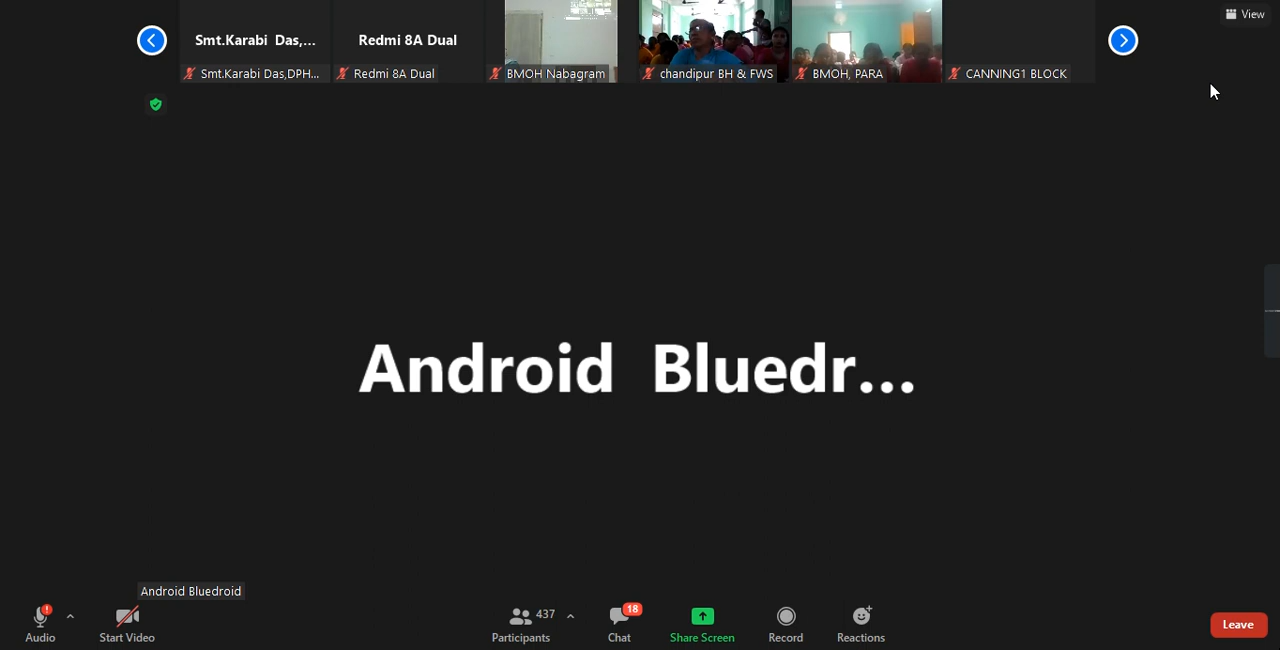 View
Smt.Karabi Das,...
Redmi 8A Dual
Smt.Karabi Das,DPH...
Redmi 8A Dual
BMOH Nabagram
chandipur BH & FWS
BMOH, PARA
CANNING1 BLOCK
Android Bluedr...
Android Bluedroid
437
18
Audio
Start Video
Participants
Chat
Share Screen
Record
Reactions
Leave